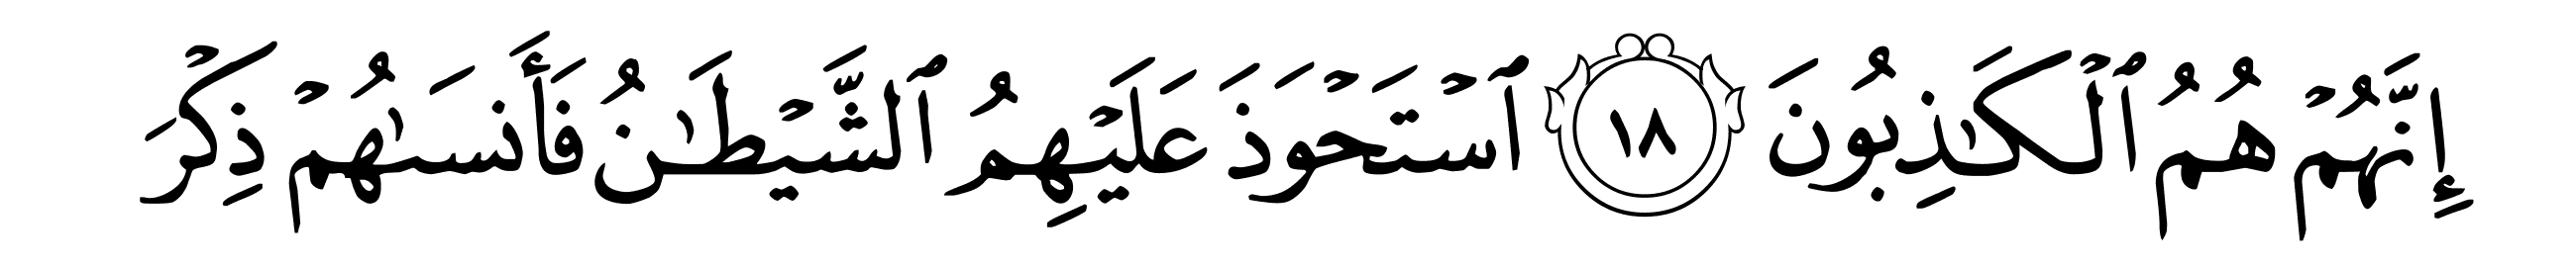 إِنَّهُمْ هُمُ ٱلْكَـٰذِبُونَ ١٨ ٱسْتَحْوَذَ عَلَيْهِمُ ٱلشَّيْطَـٰنُ فَأَنسَـٰهُمْ ذِكْرَ